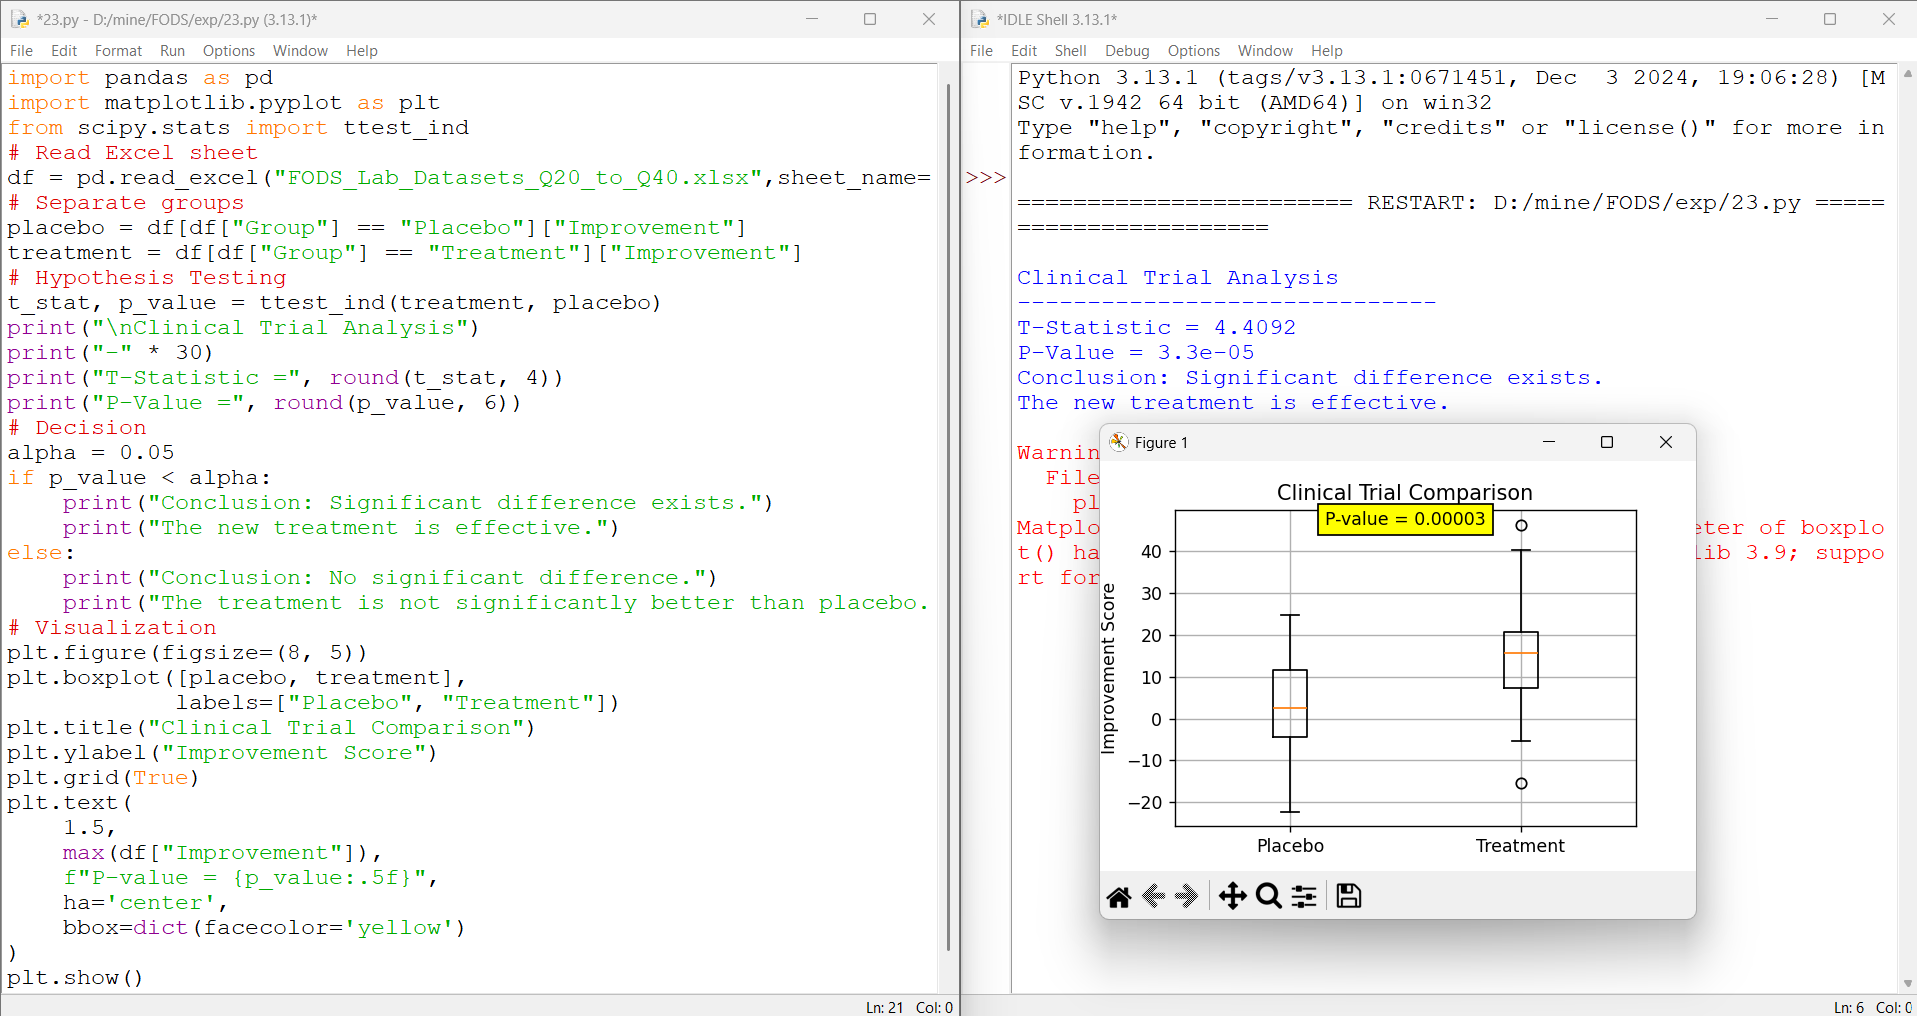 *23.py - D:/mine/FODS/exp/23.py (3.13.1)*
File Edit Format Run Options Window Help
import pandas as pd
import matplotlib.pyplot as plt
from scipy.stats import ttest_ind
# Read Excel sheet
df = pd.read_excel("FODS_Lab_Datasets_Q20_to_Q40.xlsx",sheet_name=
# Separate groups
placebo = df[df["Group"] == "Placebo"]["Improvement"]
treatment = df[df["Group"] == "Treatment"]["Improvement"]
# Hypothesis Testing
t_stat, p_value = ttest_ind(treatment, placebo)
print("\nClinical Trial Analysis")
print("-" * 30)
print("T-Statistic =", round(t_stat, 4))
print("P-Value =", round(p_value, 6))
# Decision
alpha = 0.05
if p_value < alpha:
    print("Conclusion: Significant difference exists.")
    print("The new treatment is effective.")
else:
    print("Conclusion: No significant difference.")
    print("The treatment is not significantly better than placebo.
# Visualization
plt.figure(figsize=(8, 5))
plt.boxplot([placebo, treatment],
            labels=["Placebo", "Treatment"])
plt.title("Clinical Trial Comparison")
plt.ylabel("Improvement Score")
plt.grid(True)
plt.text(
    1.5,
    max(df["Improvement"]),
    f"P-value = {p_value:.5f}",
    ha='center',
    bbox=dict(facecolor='yellow')
)
plt.show()
Ln: 21 Col: 0
*IDLE Shell 3.13.1*
File Edit Shell Debug Options Window Help
Python 3.13.1 (tags/v3.13.1:0671451, Dec  3 2024, 19:06:28) [M
SC v.1942 64 bit (AMD64)] on win32
Type "help", "copyright", "credits" or "license()" for more in
formation.
>>>
======================== RESTART: D:/mine/FODS/exp/23.py =====
==================
Clinical Trial Analysis
------------------------------
T-Statistic = 4.4092
P-Value = 3.3e-05
Conclusion: Significant difference exists.
The new treatment is effective.
Warnin
File
pl
Matplo eter of boxplo
t() ha lib 3.9; suppo
rt for
Figure 1
Clinical Trial Comparison
P-value = 0.00003
Improvement Score
40
30
20
10
0
−10
−20
Placebo Treatment
Ln: 6 Col: 0